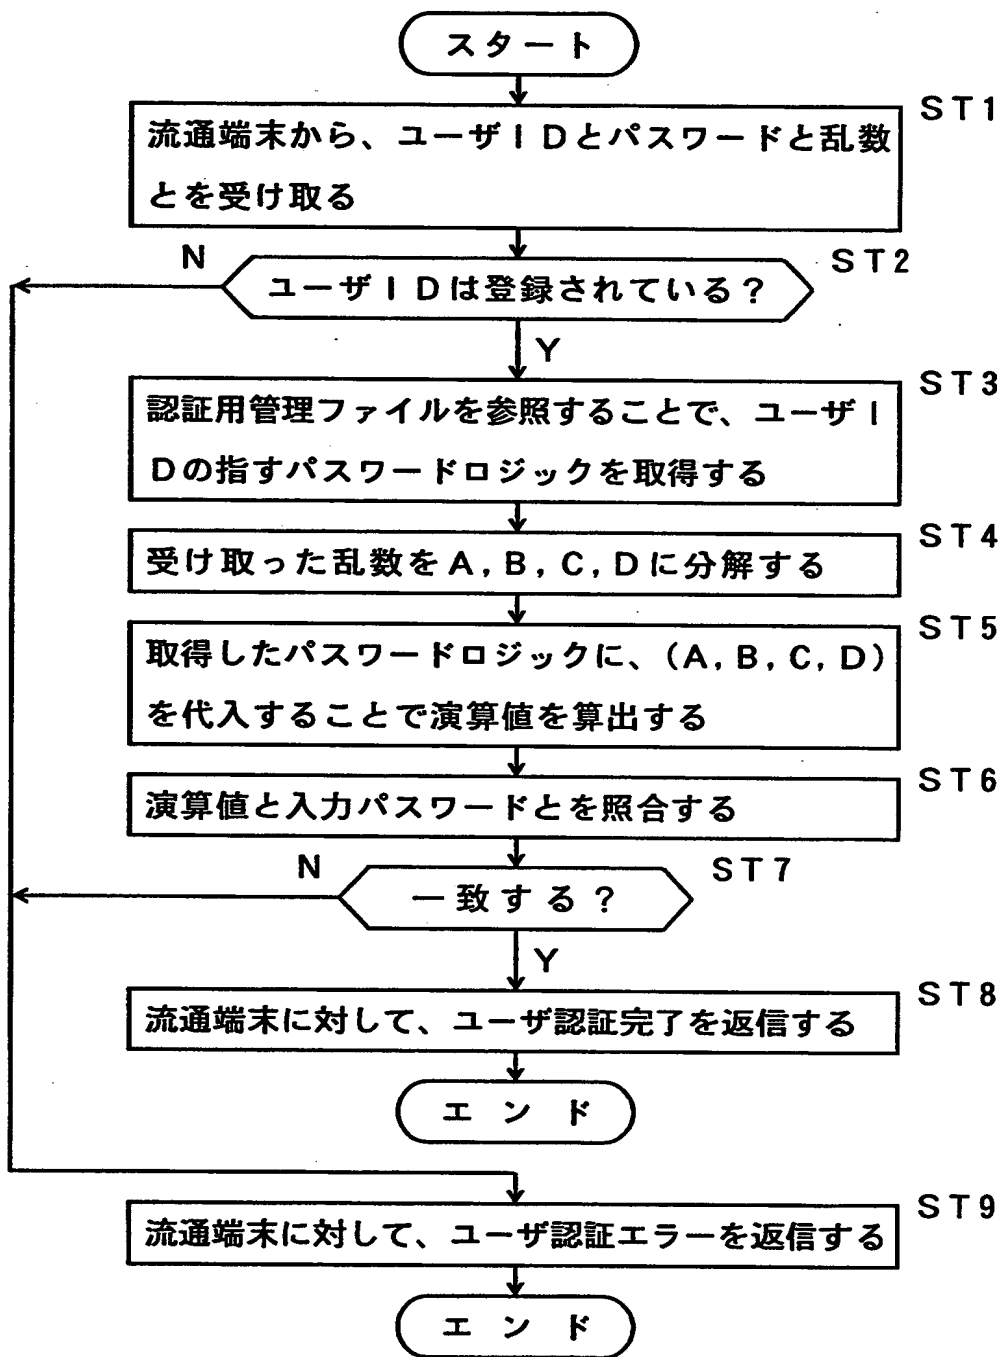 スタート
ST1
流通端末から、ユーザIDとパスワードと乱数
とを受け取る
N
ST2
ユーザIDは登録されている?
Y
ST3
認証用管理ファイルを参照することで、ユーザI
Dの指すパスワードロジックを取得する
ST4
受け取った乱数をA,B,C,Dに分解する
ST5
取得したパスワードロジックに、(A,B,C,D)
を代入することで演算値を算出する
ST6
演算値と入力パスワードとを照合する
N
ST7
一致する?
Y
ST8
流通端末に対して、ユーザ認証完了を返信する
エンド
ST9
流通端末に対して、ユーザ認証エラーを返信する
エンド